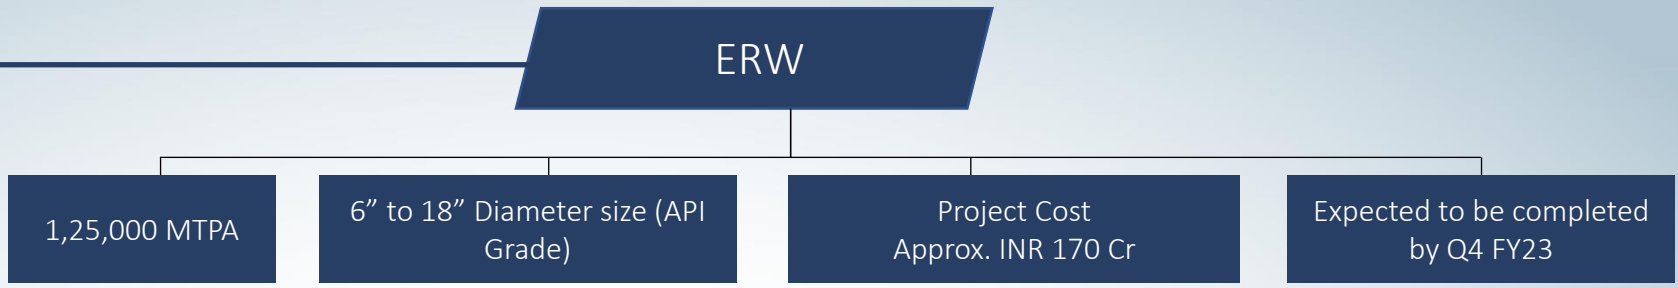 ERW
1,25,000 MTPA
6” to 18” Diameter size (API
Grade)
Project Cost
Approx. INR 170 Cr
Expected to be completed
by Q4 FY23